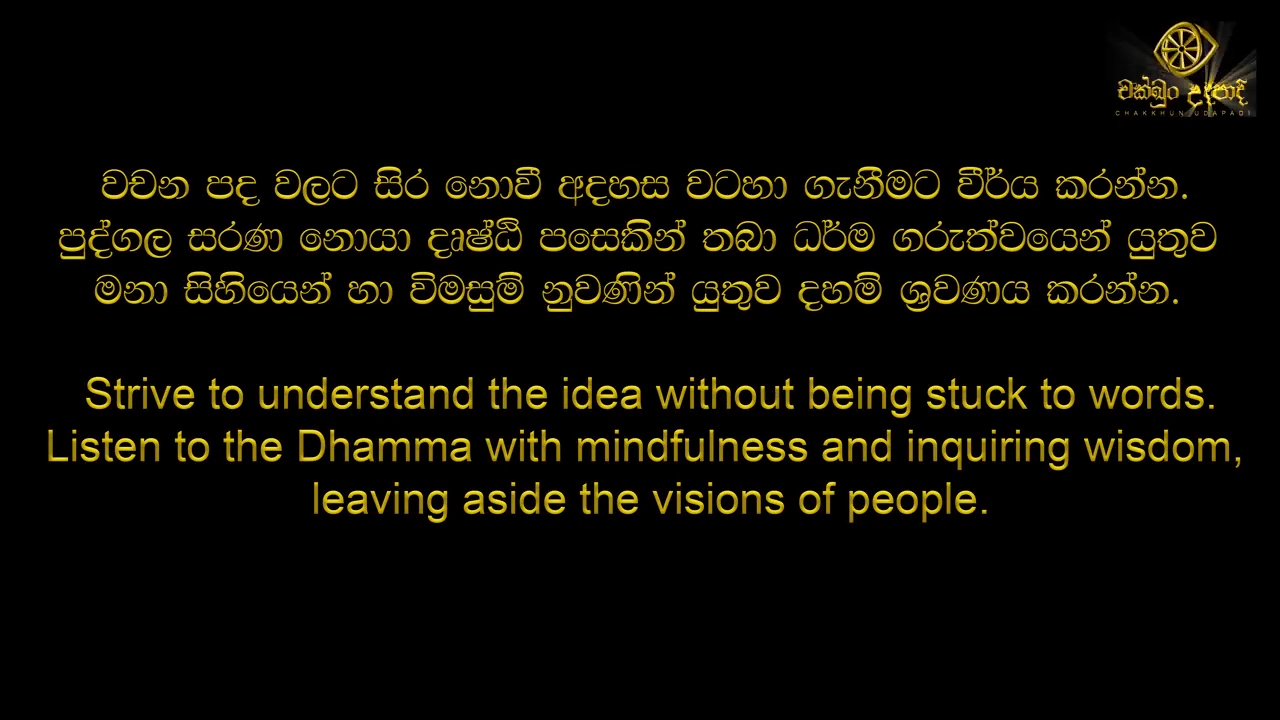 චක්ඛුං උදපාදි
CHAKKHUN UDAPADI
වචන පද වලට සිර නොවී අදහස වටහා ගැනීමට වීර්ය කරන්න.
පුද්ගල සරණ නොයා දෘෂ්ඨි පසෙකින් තබා ධර්ම ගරුත්වයෙන් යුතුව
මනා සිහියෙන් හා විමසුම් නුවණින් යුතුව දහම් ශ්‍රවණය කරන්න.
Strive to understand the idea without being stuck to words.
Listen to the Dhamma with mindfulness and inquiring wisdom,
leaving aside the visions of people.